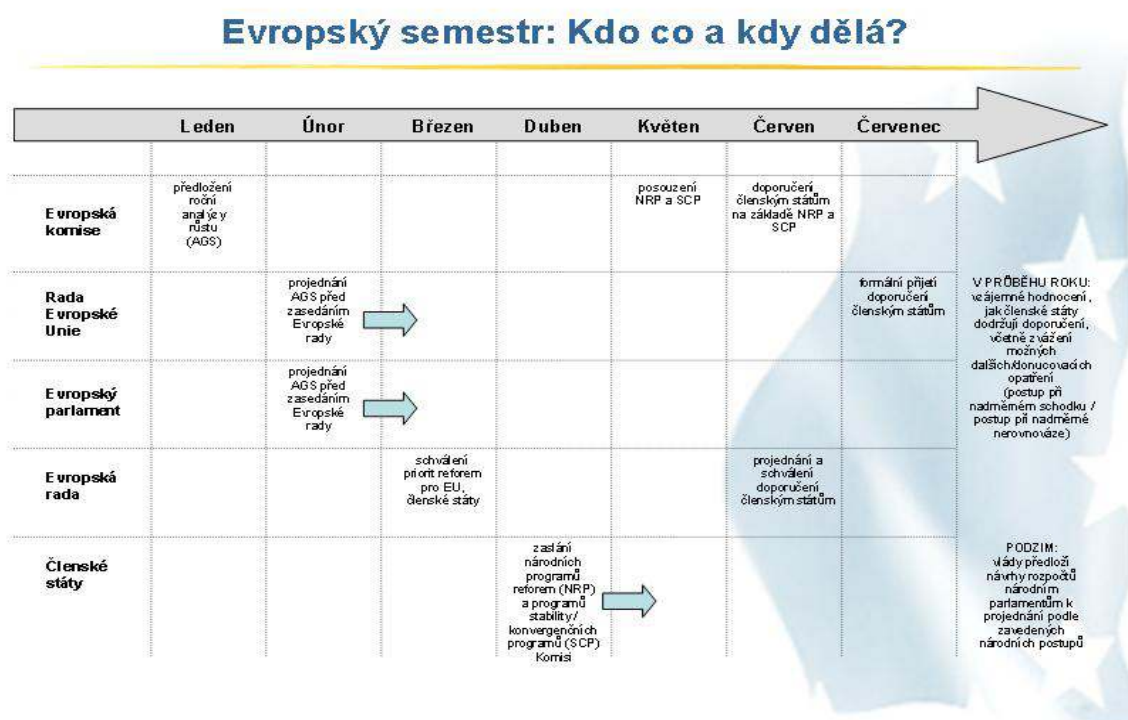 Evropský semestr: Kdo co a kdy dělá?
Leden
Únor
Březen
Duben
Květen
Červen
Červenec
Evropská
komise
předložení
roční
analýzy
růstu
(AGS)
posouzení
NRP a SCP
doporučení
členským státům
na základě NRP a
SCP
Rada
Evropské
Unie
projednání
AGS před
zasedáním
Evropské
rady
formální přijetí
doporučení
členským státům
V PRŮBĚHU ROKU:
vzájemné hodnocení,
jak členské státy
dodržují doporučení,
včetně zvážení
možných
dalších/donucovacích
opatření
(postup při
nadměrném schodku /
postup při nadměrné
nerovnováze)
Evropský
parlament
projednání
AGS před
zasedáním
Evropské
rady
Evropská
rada
schválení
priorit reforem
pro EU,
členské státy
projednání a
schválení
doporučení
členským státům
Členské
státy
zaslání
národních
programů
reforem (NRP)
a programů
stability/
konvergenčních
programů (SCP)
Komisi
PODZIM:
vlády předloží
návrhy rozpočtů
národním
parlamentům k
projednání podle
zavedených
národních postupů